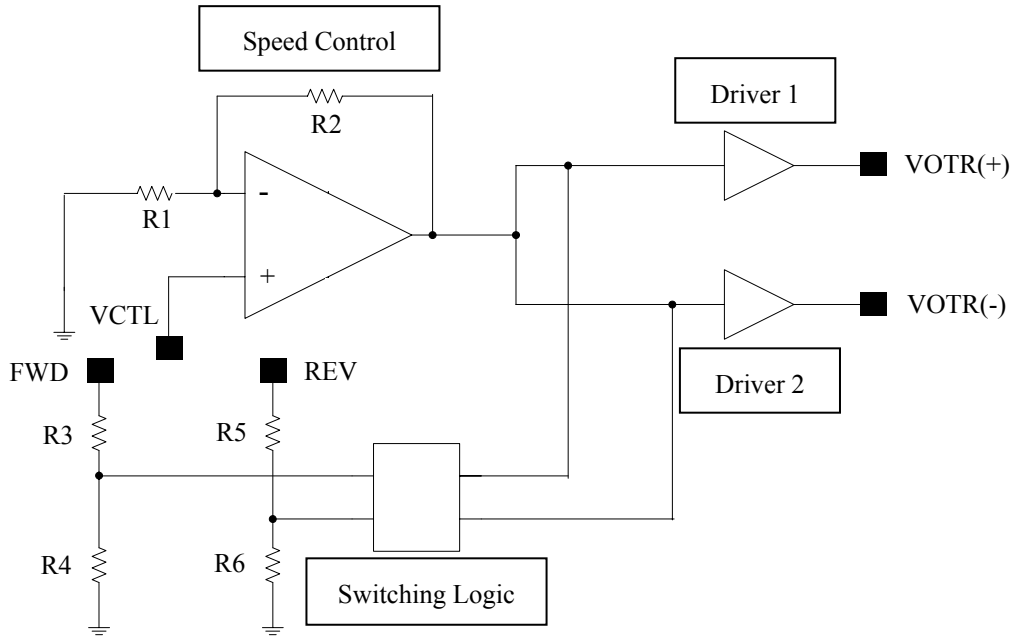 Speed Control
Driver 1
R2
VOTR(+)
R1
-
+
VCTL
VOTR(-)
FWD
REV
Driver 2
R3
R5
R4
R6
Switching Logic